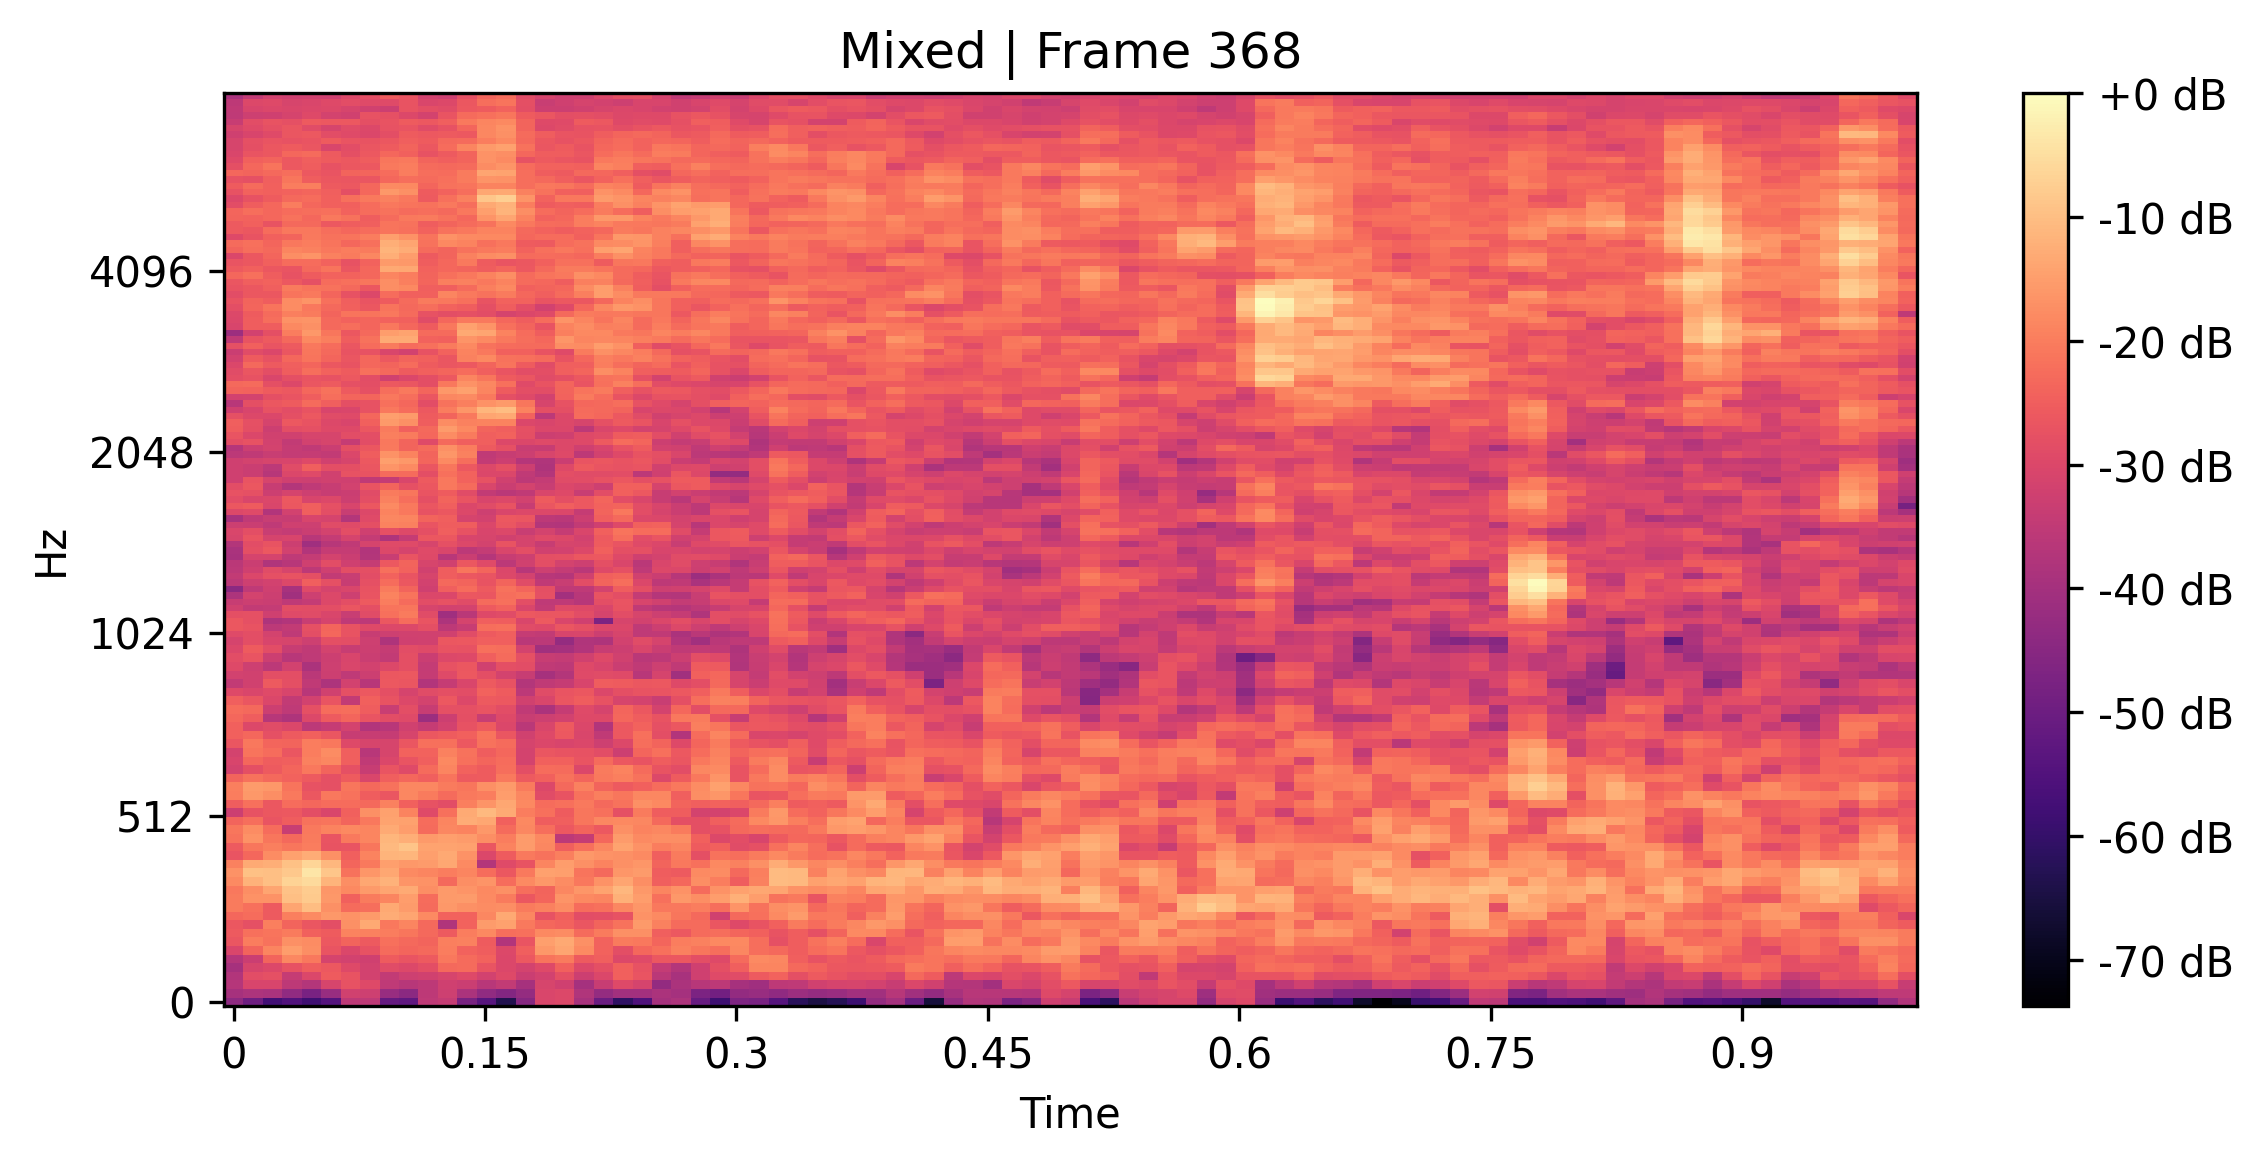 Mixed | Frame 368
+0 dB
-10 dB
-20 dB
-30 dB
-40 dB
-50 dB
-60 dB
-70 dB
4096
2048
1024
512
0
Hz
0 0.15 0.3 0.45 0.6 0.75 0.9
Time